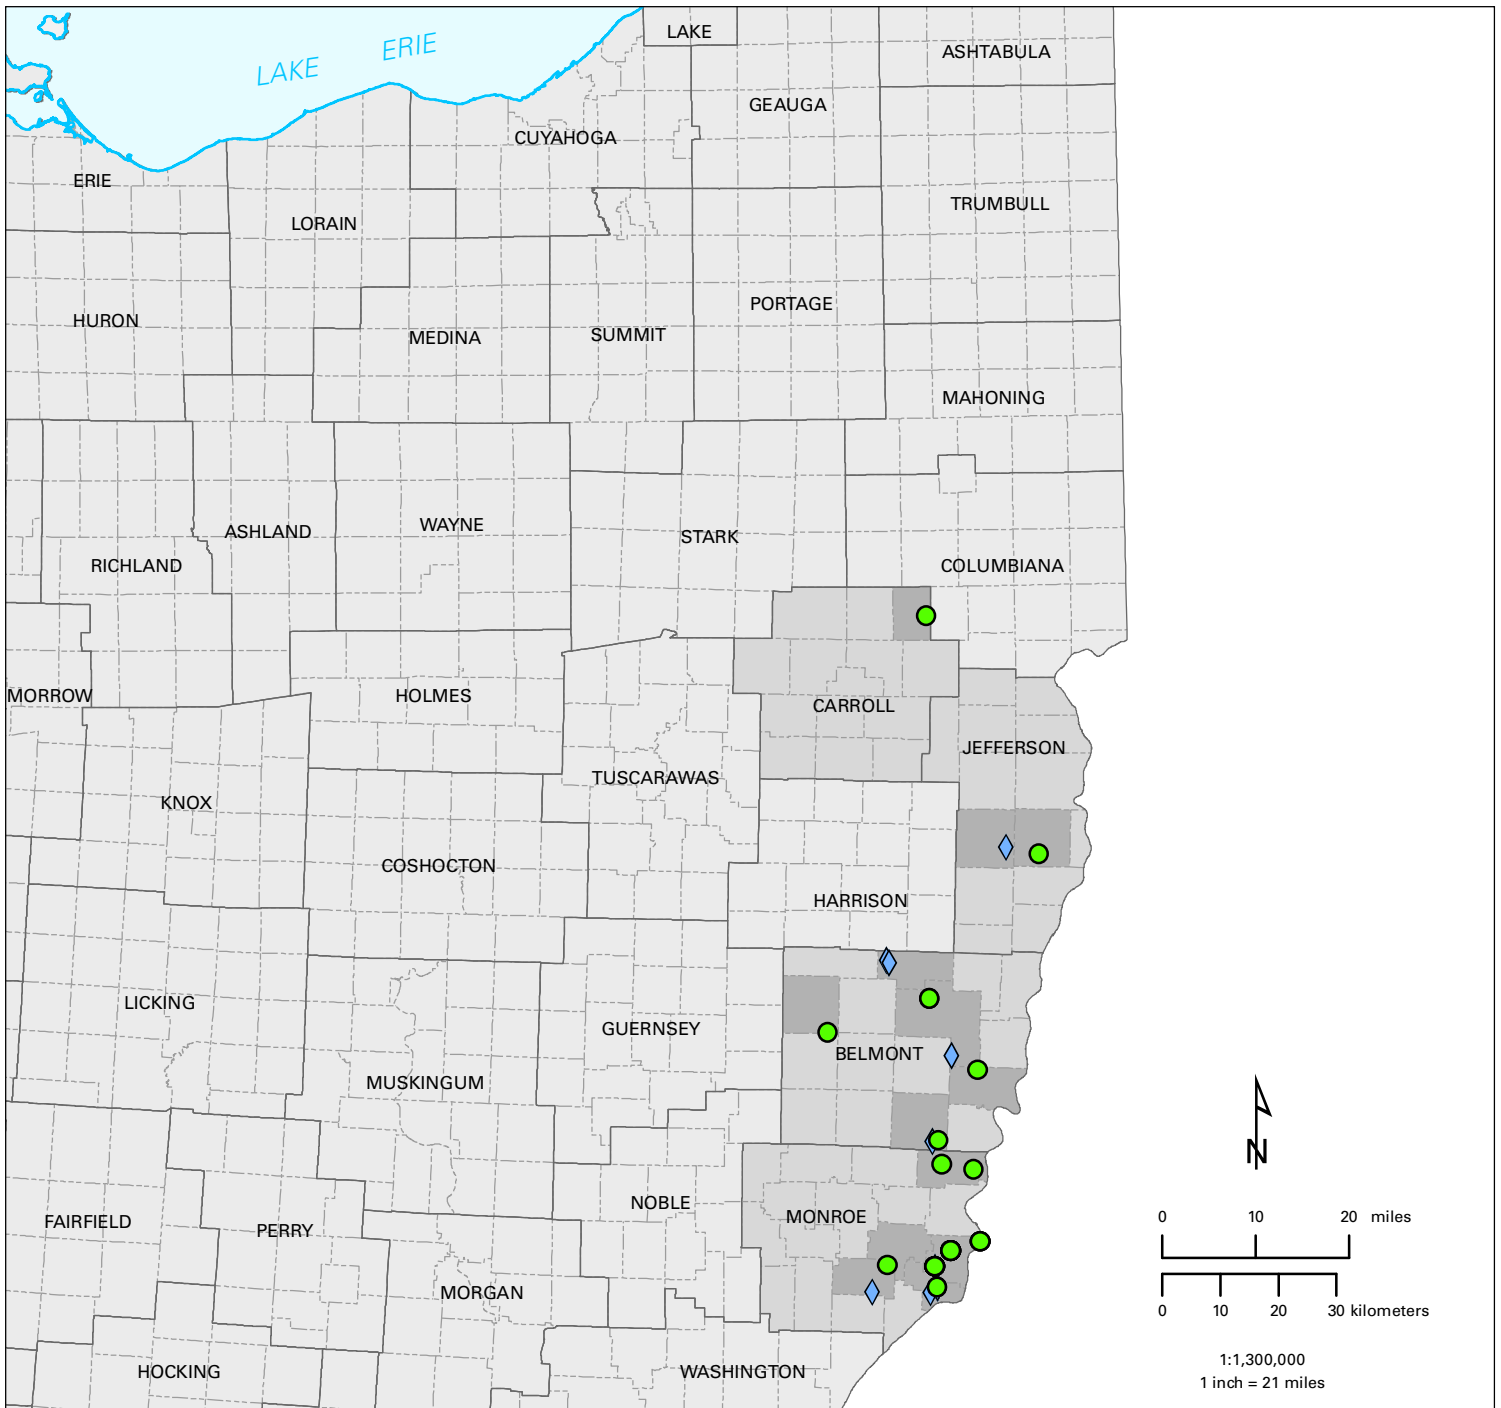 LAKE
ASHTABULA
LAKE ERIE
GEAUGA
CUYAHOGA
ERIE
TRUMBULL
LORAIN
PORTAGE
HURON
SUMMIT
MEDINA
MAHONING
WAYNE
ASHLAND
STARK
RICHLAND
COLUMBIANA
MORROW
HOLMES
CARROLL
JEFFERSON
TUSCARAWAS
KNOX
COSHOCTON
HARRISON
LICKING
GUERNSEY
BELMONT
MUSKINGUM
N
NOBLE
MONROE
FAIRFIELD
PERRY
0 10 20 miles
MORGAN
0 10 20 30 kilometers
1:1,300,000
HOCKING
WASHINGTON
1 inch = 21 miles